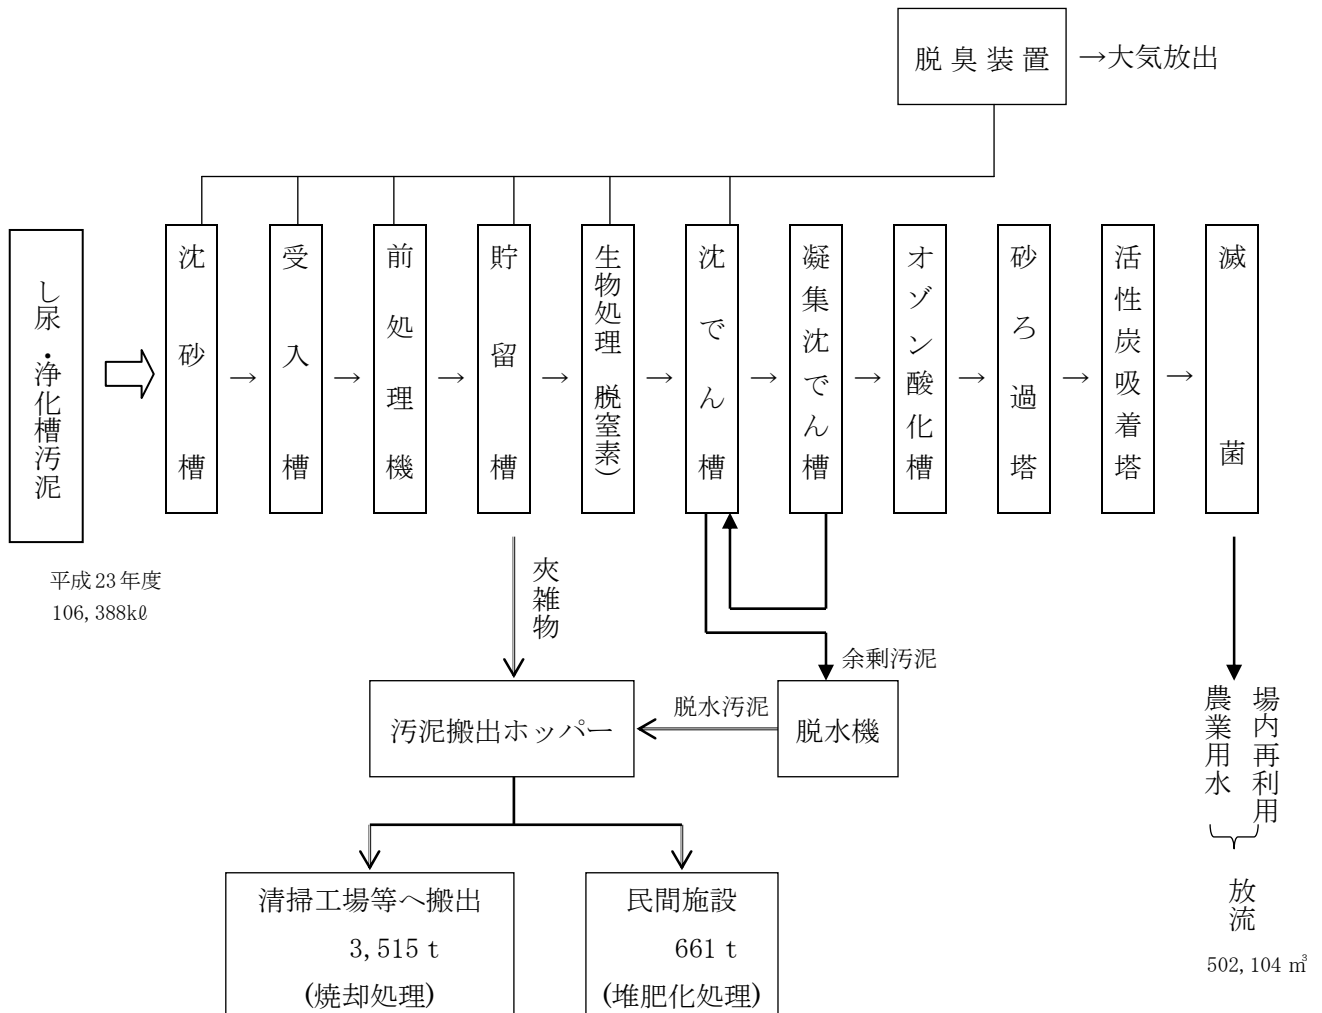 脱臭装置 →大気放出
し尿・浄化槽汚泥
沈砂槽
→
受入槽
→
前処理機
→
貯留槽
→
生物処理(脱窒素)
→
沈でん槽
→
凝集沈でん槽
→
オゾン酸化槽
→
砂ろ過塔
→
活性炭吸着塔
→
滅菌
平成23年度
106,388kℓ
夾雑物
余剰汚泥
脱水汚泥
汚泥搬出ホッパー
脱水機
場内再利用
農業用水
放流
502,104 ㎥
清掃工場等へ搬出
3,515 t
(焼却処理)
民間施設
661 t
(堆肥化処理)